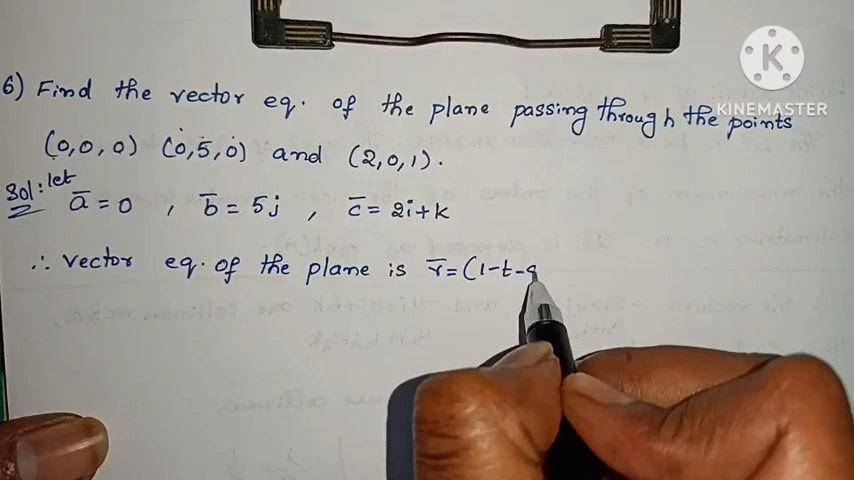 6) Find the vector eq. of the plane passing through the points
(0,0,0) (0,5,0) and (2,0,1).
Sol: let
a̅ = 0 , b̅ = 5j , c̅ = 2i+k
∴ vector eq. of the plane is r̅ = (1-t-s
K
KINEMASTER